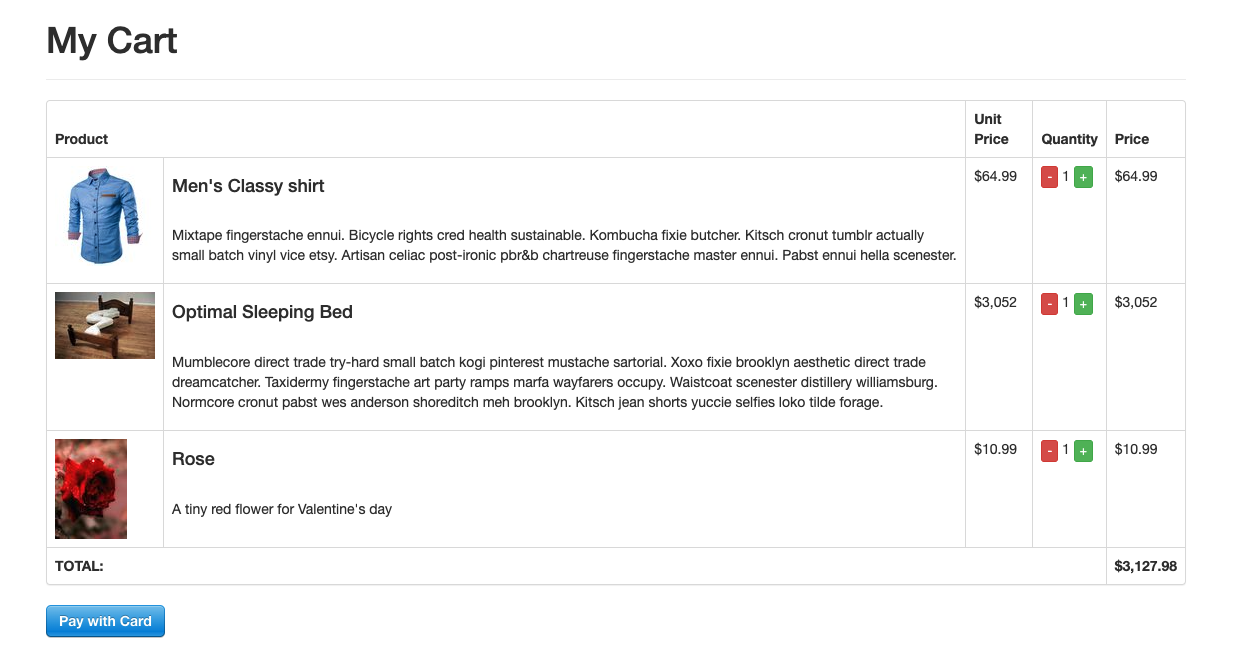 My Cart
Product
Unit
Price
Quantity
Price
Men's Classy shirt
$64.99
- 1 +
$64.99
Mixtape fingerstache ennui. Bicycle rights cred health sustainable. Kombucha fixie butcher. Kitsch cronut tumblr actually
small batch vinyl vice etsy. Artisan celiac post-ironic pbr&b chartreuse fingerstache master ennui. Pabst ennui hella scenester.
Optimal Sleeping Bed
$3,052
- 1 +
$3,052
Mumblecore direct trade try-hard small batch kogi pinterest mustache sartorial. Xoxo fixie brooklyn aesthetic direct trade
dreamcatcher. Taxidermy fingerstache art party ramps marfa wayfarers occupy. Waistcoat scenester distillery williamsburg.
Normcore cronut pabst wes anderson shoreditch meh brooklyn. Kitsch jean shorts yuccie selfies loko tilde forage.
Rose
$10.99
- 1 +
$10.99
A tiny red flower for Valentine's day
TOTAL:
$3,127.98
Pay with Card